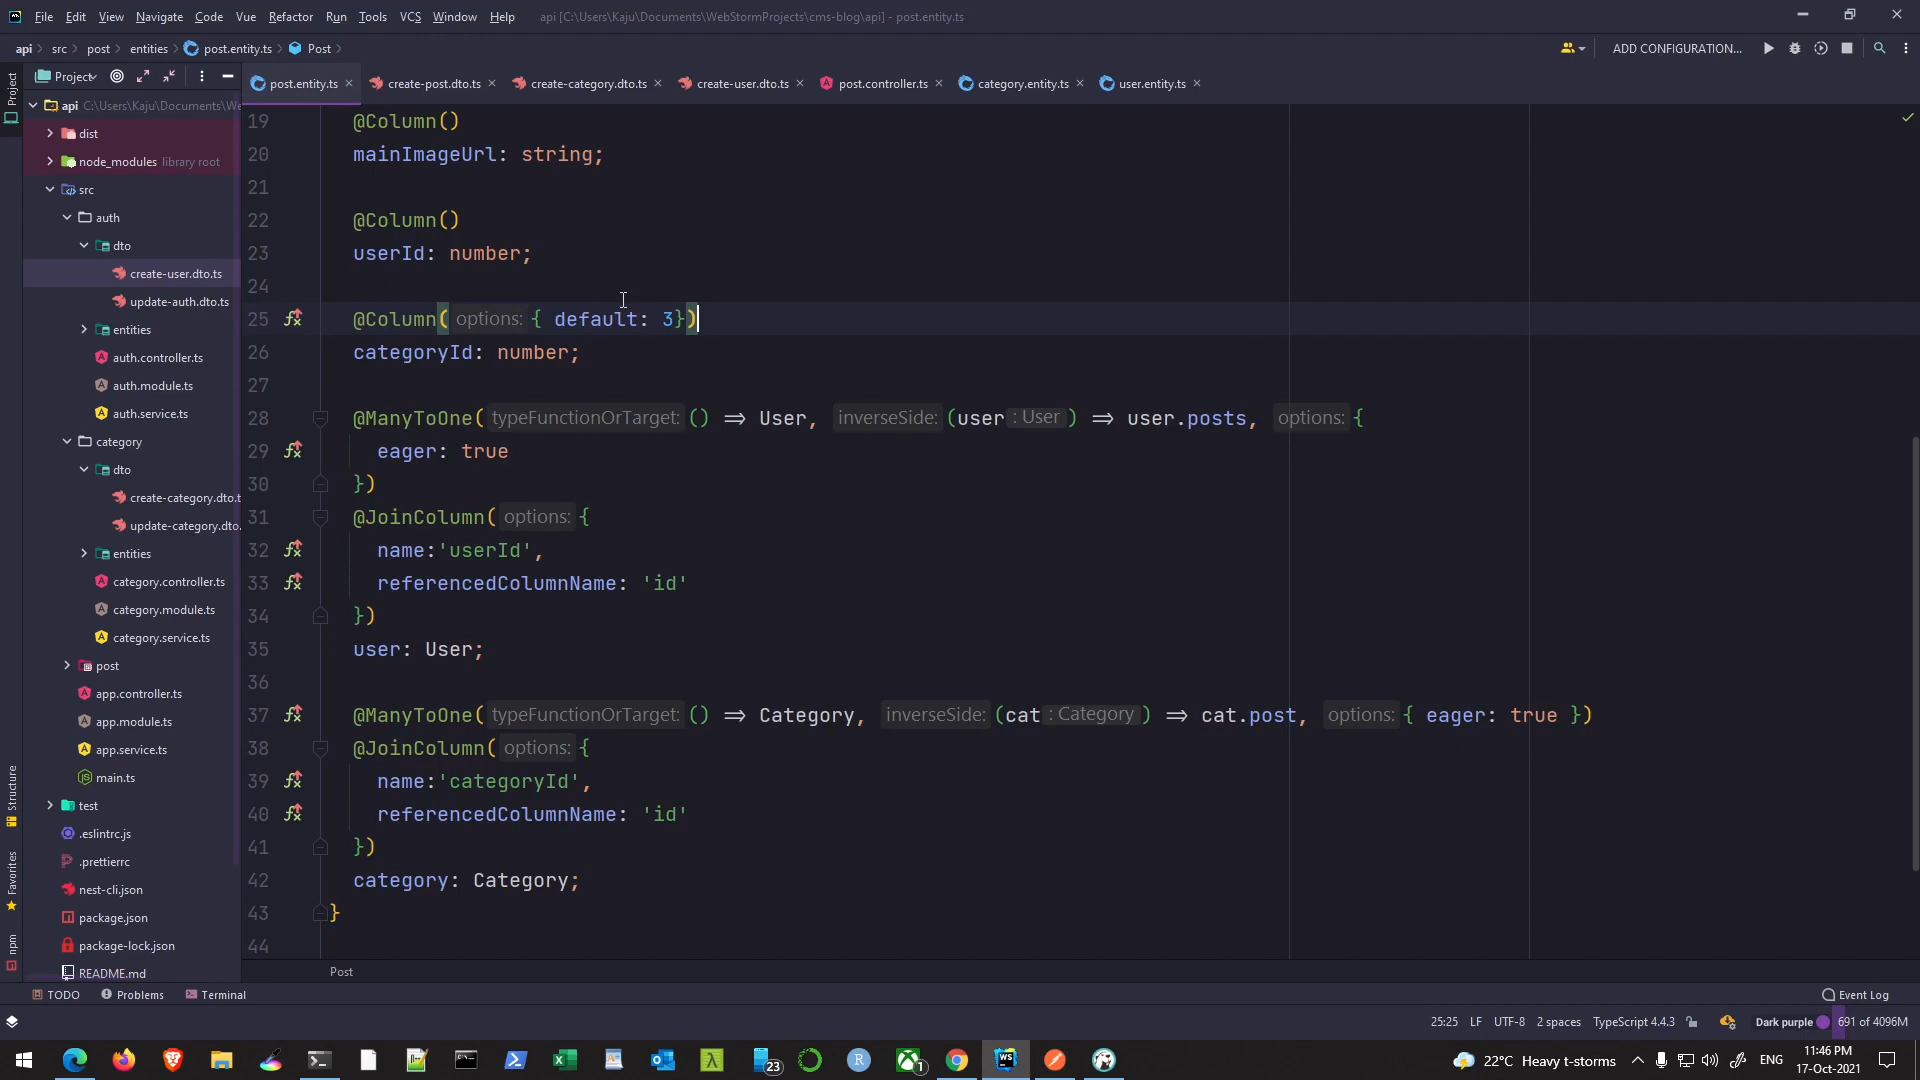 File Edit View Navigate Code Vue Refactor Run Tools VCS Window Help api [C:\Users\Kaju\Documents\WebStormProjects\cms-blog\api] - post.entity.ts
api src post entities post.entity.ts Post ADD CONFIGURATION...
Project post.entity.ts create-post.dto.ts create-category.dto.ts create-user.dto.ts post.controller.ts category.entity.ts user.entity.ts
Project
api C:\Users\Kaju\Documents\We
dist
node_modules library root
src
auth
dto
create-user.dto.ts
update-auth.dto.ts
entities
auth.controller.ts
auth.module.ts
auth.service.ts
category
dto
create-category.dto.t
update-category.dto.
entities
category.controller.ts
category.module.ts
category.service.ts
post
app.controller.ts
app.module.ts
app.service.ts
main.ts
test
.eslintrc.js
.prettierrc
nest-cli.json
package.json
package-lock.json
README.md
Structure
Favorites
npm
19 @Column()
20 mainImageUrl: string;
21
22 @Column()
23 userId: number;
24
25 @Column( options: { default: 3})
26 categoryId: number;
27
28 @ManyToOne( typeFunctionOrTarget: () => User, inverseSide: (user : User ) => user.posts, options: {
29 eager: true
30 })
31 @JoinColumn( options: {
32 name:'userId',
33 referencedColumnName: 'id'
34 })
35 user: User;
36
37 @ManyToOne( typeFunctionOrTarget: () => Category, inverseSide: (cat : Category ) => cat.post, options: { eager: true })
38 @JoinColumn( options: {
39 name:'categoryId',
40 referencedColumnName: 'id'
41 })
42 category: Category;
43 }
44
Post
TODO Problems Terminal Event Log
25:25 LF UTF-8 2 spaces TypeScript 4.4.3 Dark purple 691 of 4096M
23 R 1 WS 22°C Heavy t-storms ENG 11:46 PM
17-Oct-2021